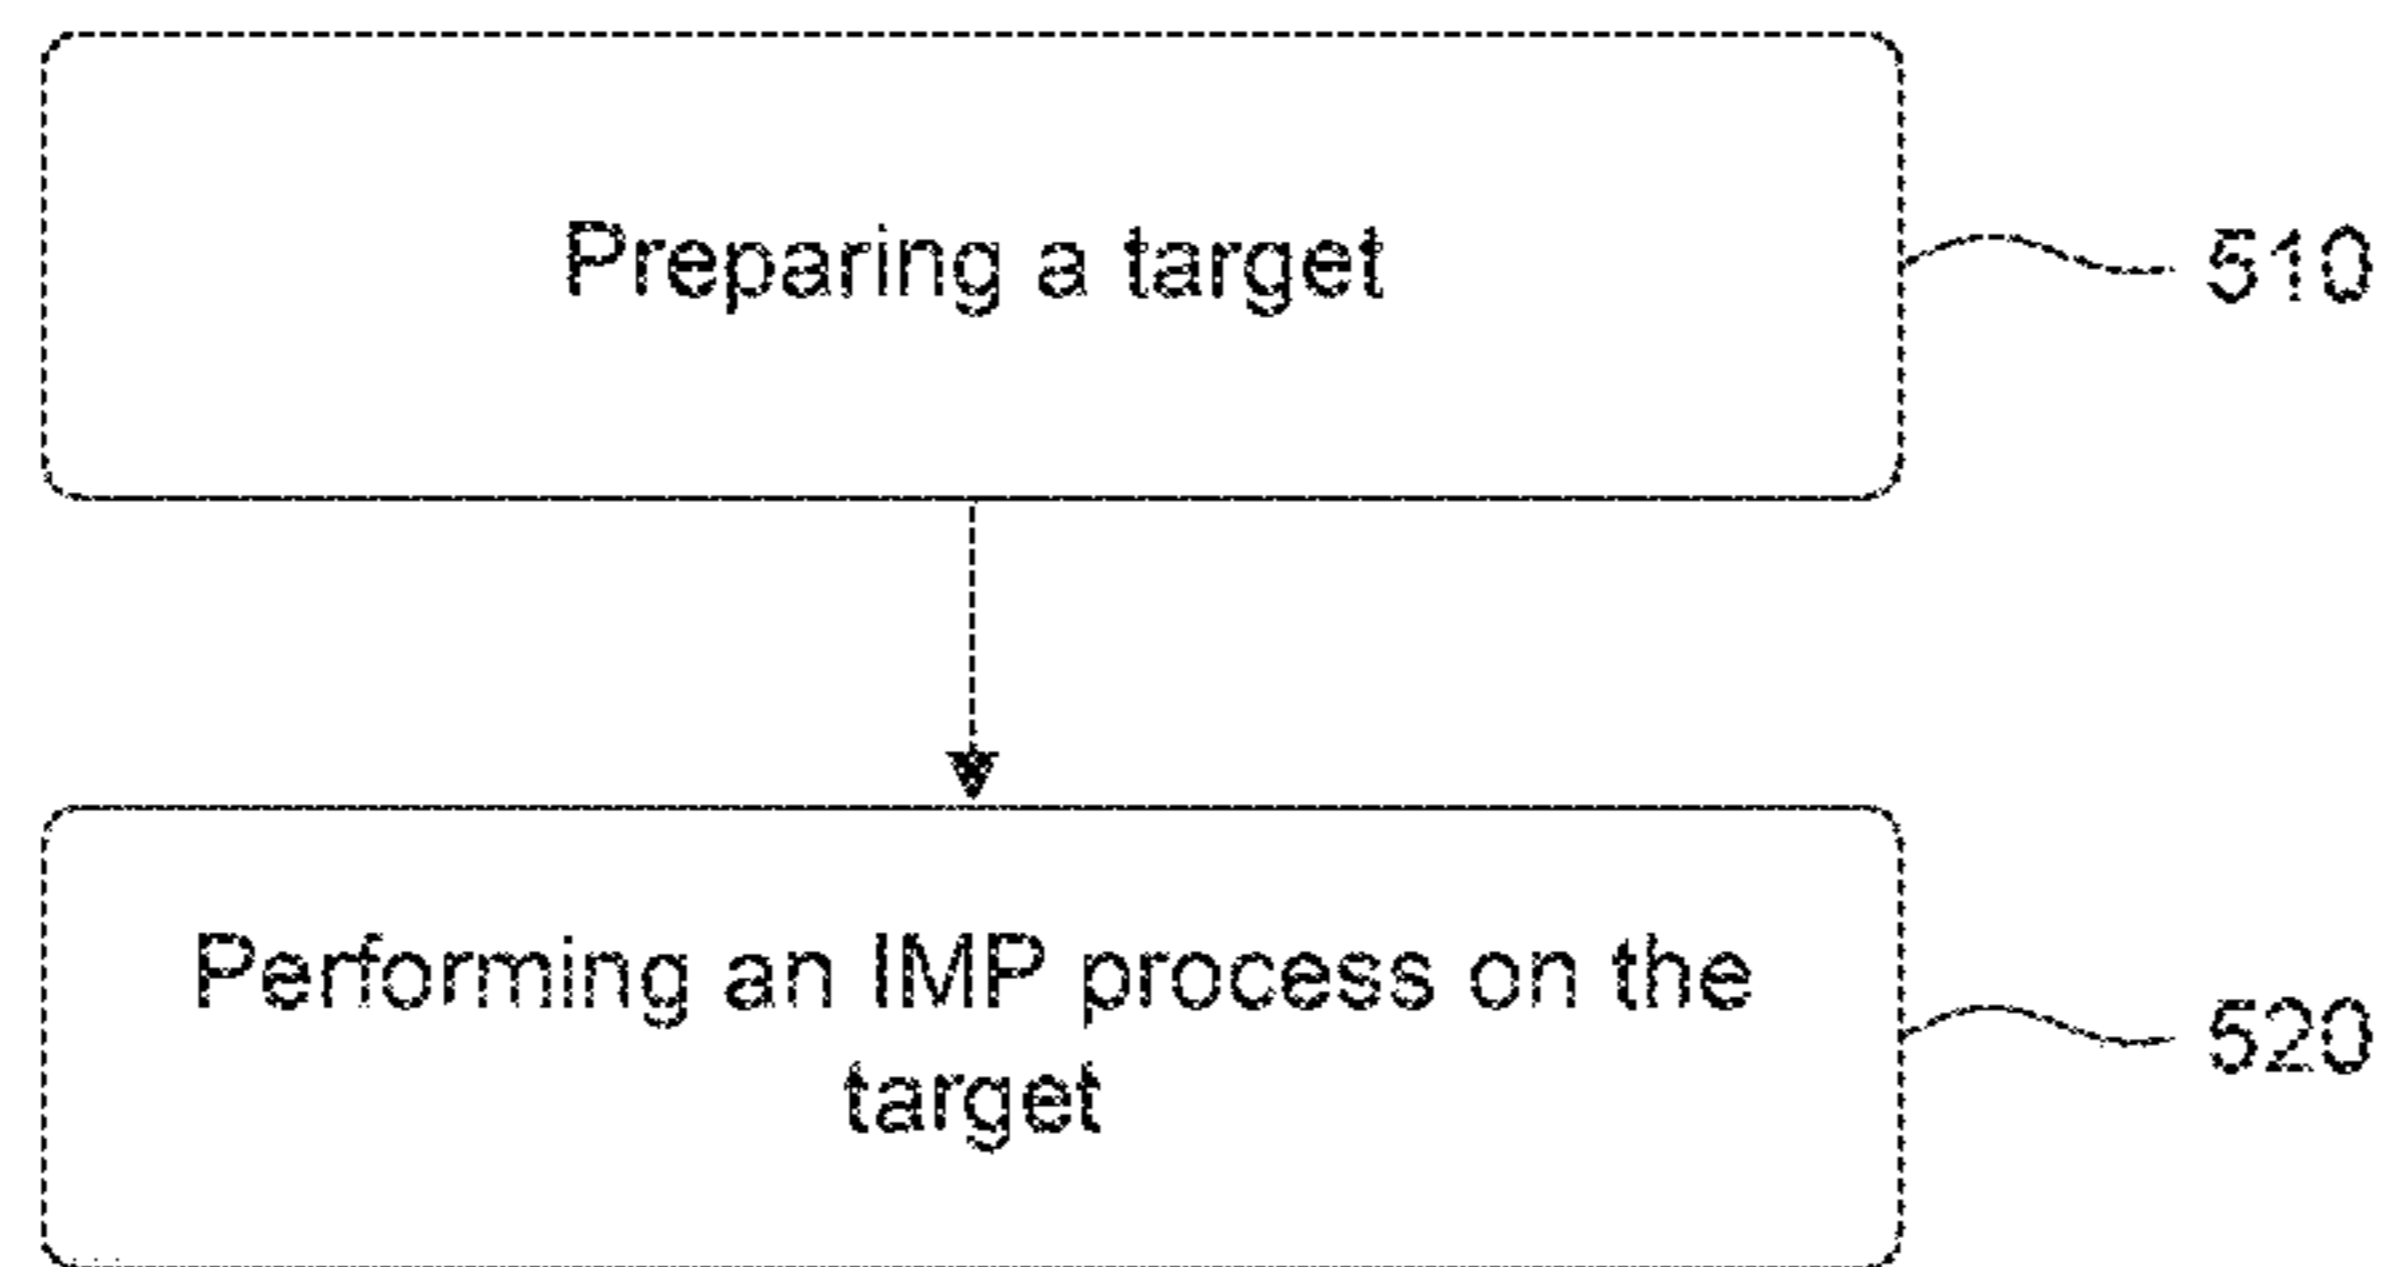 Preparing a target
510
Performing an IMP process on the
target
520